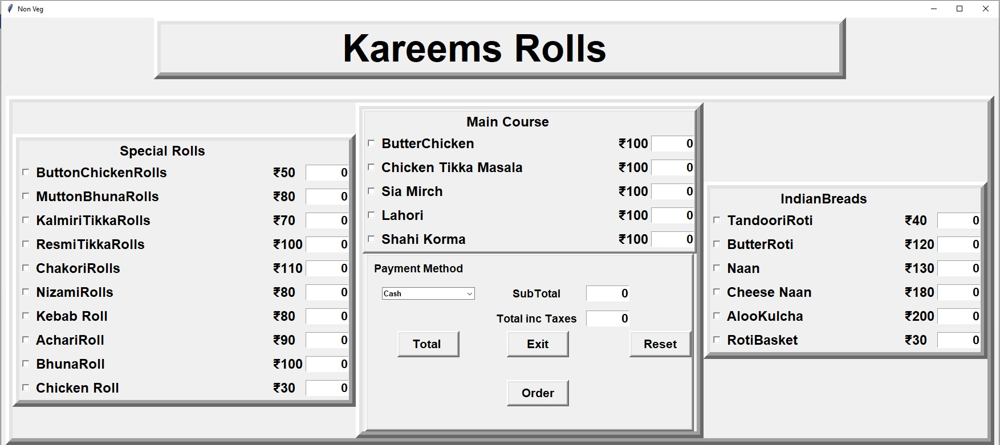 Non Veg
Kareems Rolls
Special Rolls
ButtonChickenRolls ₹50 0
MuttonBhunaRolls ₹80 0
KalmiriTikkaRolls ₹70 0
ResmiTikkaRolls ₹100 0
ChakoriRolls ₹110 0
NizamiRolls ₹80 0
Kebab Roll ₹80 0
AchariRoll ₹90 0
BhunaRoll ₹100 0
Chicken Roll ₹30 0
Main Course
ButterChicken ₹100 0
Chicken Tikka Masala ₹100 0
Sia Mirch ₹100 0
Lahori ₹100 0
Shahi Korma ₹100 0
Payment Method
Cash SubTotal 0
Total inc Taxes 0
Total Exit Reset
Order
IndianBreads
TandooriRoti ₹40 0
ButterRoti ₹120 0
Naan ₹130 0
Cheese Naan ₹180 0
AlooKulcha ₹200 0
RotiBasket ₹30 0